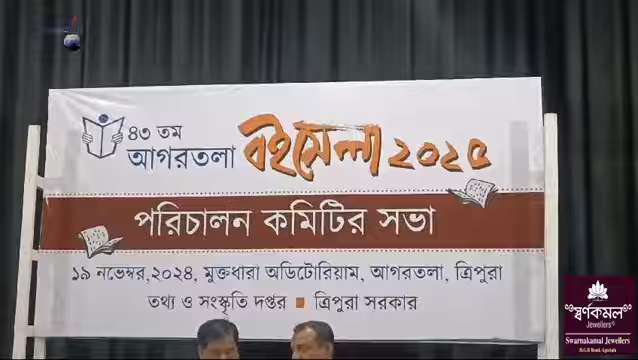 ৪৩ তম
আগরতলা বইমেলা ২০২৫
পরিচালন কমিটির সভা
১৯ নভেম্বর,২০২৪, মুক্তধারা অডিটোরিয়াম, আগরতলা, ত্রিপুরা
তথ্য ও সংস্কৃতি দপ্তর ■ ত্রিপুরা সরকার
স্বর্ণকমল
Jewellers
Swarnakamal Jewellers